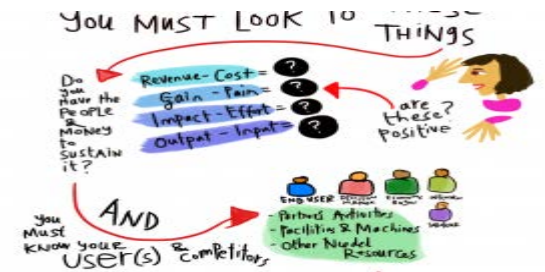 YOU MUST LOOK TO THESE
THINGS
Do
you
Have the
PEOPLE
&
MONEY
to
SUSTAIN
it?
Revenue - Cost = ?
Gain - Pain = ?
Impact - Effort = ?
Output - Input = ?
are
these?
positive
AND
you
Must
KNOW YOUR
USER(S) & COMPETITORS
END USER
- Partners Activities
- Facilities & Machines
- Other Needed
Resources